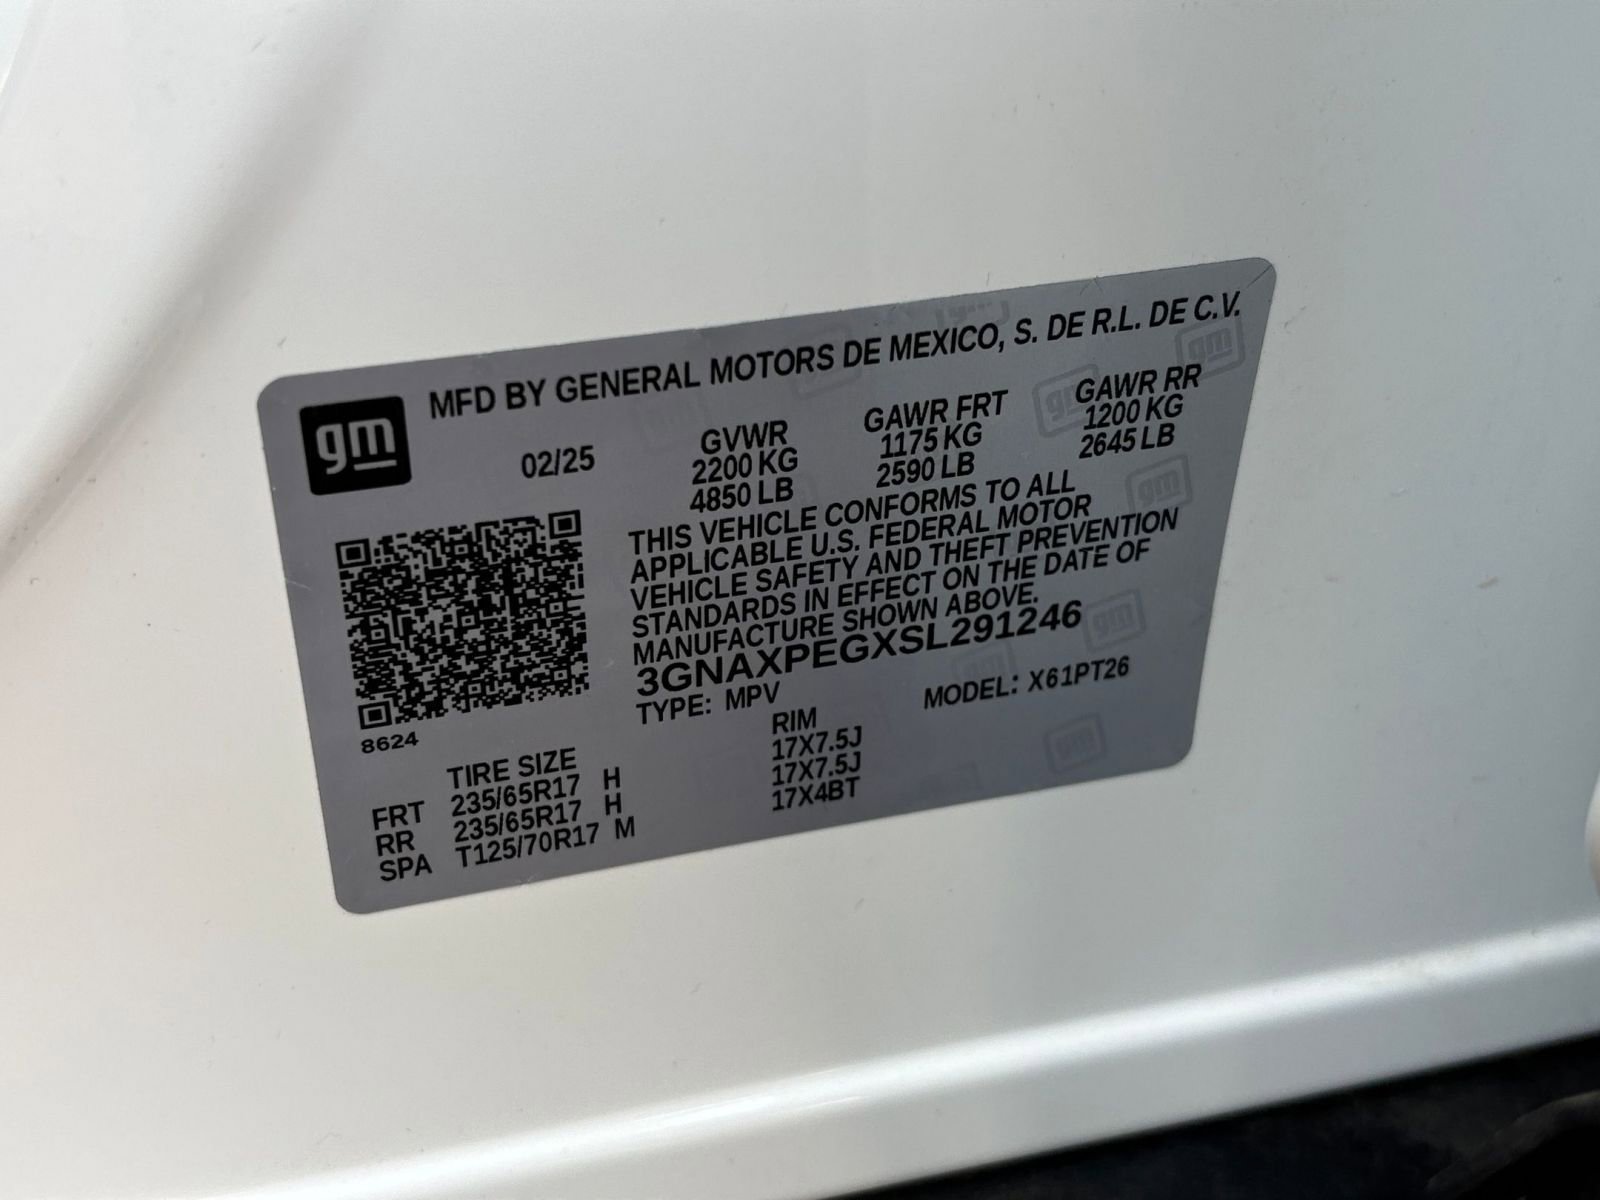 gm
MFD BY GENERAL MOTORS DE MEXICO, S. DE R.L. DE C.V.
02/25
GVWR GAWR FRT GAWR RR
2200 KG 1175 KG 1200 KG
4850 LB 2590 LB 2645 LB
THIS VEHICLE CONFORMS TO ALL
APPLICABLE U.S. FEDERAL MOTOR
VEHICLE SAFETY AND THEFT PREVENTION
STANDARDS IN EFFECT ON THE DATE OF
MANUFACTURE SHOWN ABOVE.
3GNAXPEGXSL291246
TYPE: MPV MODEL: X61PT26
8624
TIRE SIZE RIM
FRT 235/65R17 H 17X7.5J
RR 235/65R17 H 17X7.5J
SPA T125/70R17 M 17X4BT